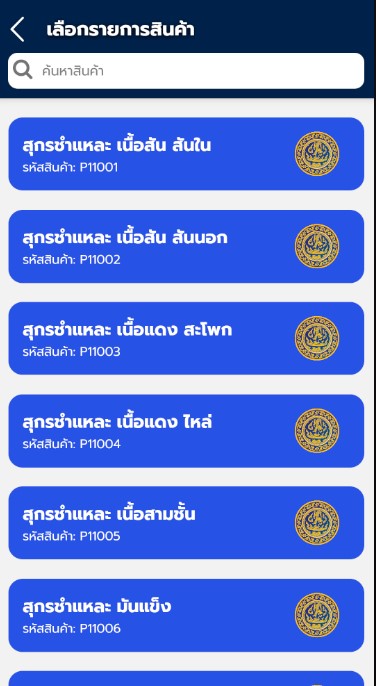 เลือกรายการสินค้า
ค้นหาสินค้า
สุกรชำแหละ เนื้อสัน สันใน
รหัสสินค้า: P11001
สุกรชำแหละ เนื้อสัน สันนอก
รหัสสินค้า: P11002
สุกรชำแหละ เนื้อแดง สะโพก
รหัสสินค้า: P11003
สุกรชำแหละ เนื้อแดง ไหล่
รหัสสินค้า: P11004
สุกรชำแหละ เนื้อสามชั้น
รหัสสินค้า: P11005
สุกรชำแหละ มันแข็ง
รหัสสินค้า: P11006